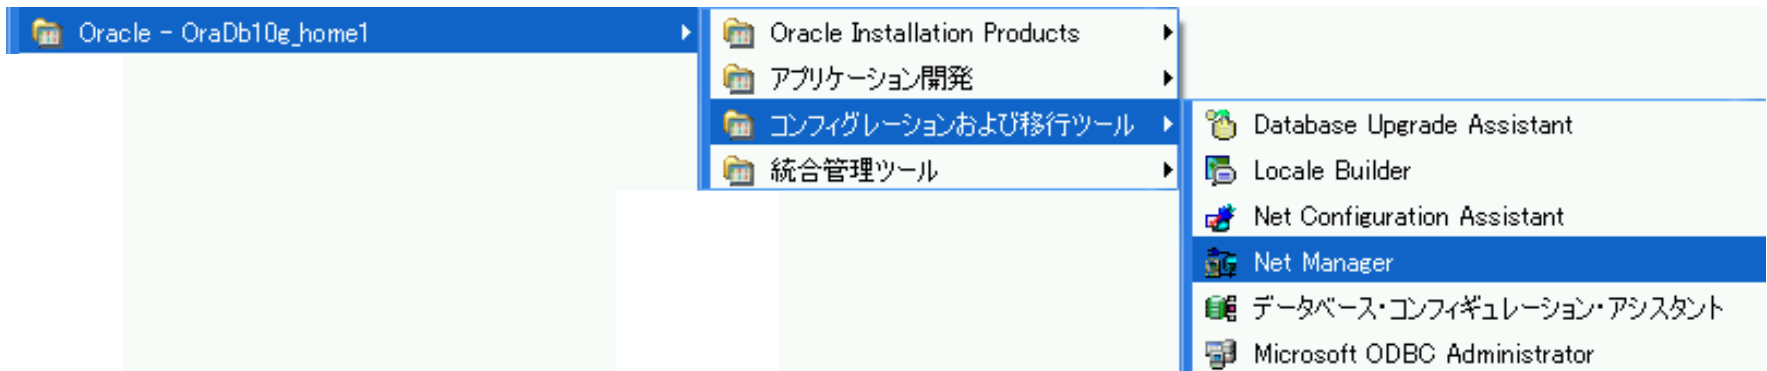 Oracle - OraDb10g_home1
Oracle Installation Products
アプリケーション開発
コンフィグレーションおよび移行ツール
統合管理ツール
Database Upgrade Assistant
Locale Builder
Net Configuration Assistant
Net Manager
データベース・コンフィギュレーション・アシスタント
Microsoft ODBC Administrator